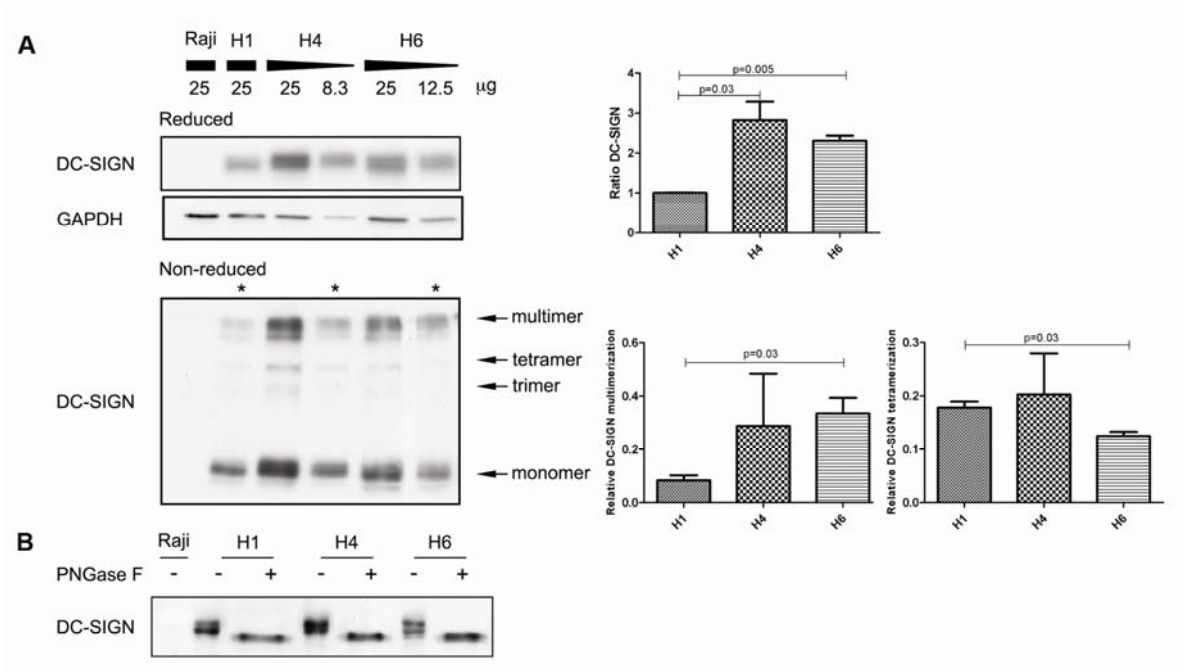 A
Raji H1 H4 H6
25 25 25 8.3 25 12.5 µg
Reduced
DC-SIGN
GAPDH
Non-reduced
* * *
multimer
tetramer
trimer
DC-SIGN
monomer
p=0.005
p=0.03
4
3
2
1
0
Ratio DC-SIGN
H1 H4 H6
p=0.03
0.6
0.4
0.2
0.0
Relative DC-SIGN multimerization
H1 H4 H6
p=0.03
0.3
0.2
0.1
0.0
Relative DC-SIGN tetramerization
H1 H4 H6
B
Raji H1 H4 H6
PNGase F - - + - + - +
DC-SIGN